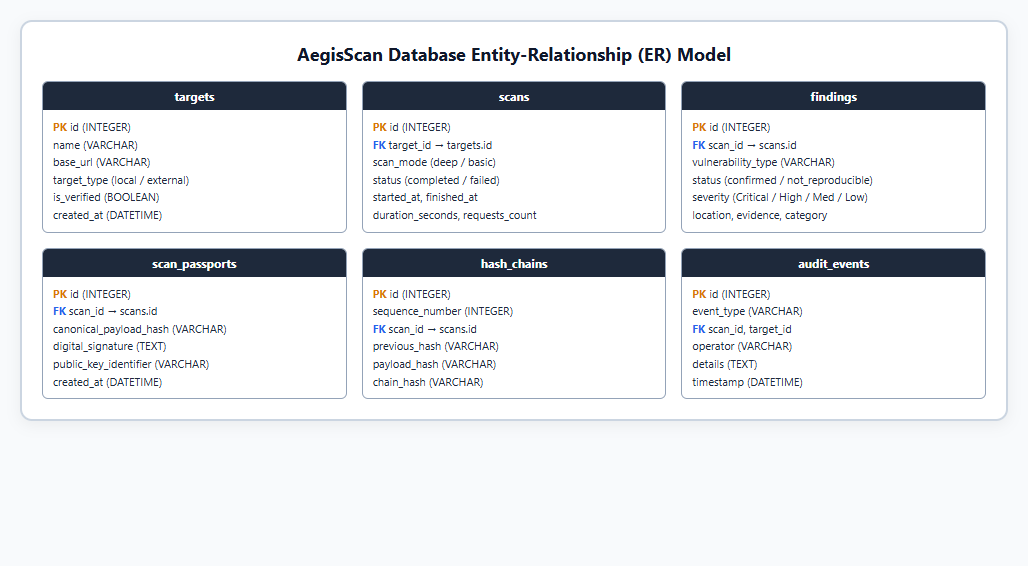 AegisScan Database Entity-Relationship (ER) Model
targets
PK id (INTEGER)
name (VARCHAR)
base_url (VARCHAR)
target_type (local / external)
is_verified (BOOLEAN)
created_at (DATETIME)
scans
PK id (INTEGER)
FK target_id → targets.id
scan_mode (deep / basic)
status (completed / failed)
started_at, finished_at
duration_seconds, requests_count
findings
PK id (INTEGER)
FK scan_id → scans.id
vulnerability_type (VARCHAR)
status (confirmed / not_reproducible)
severity (Critical / High / Med / Low)
location, evidence, category
scan_passports
PK id (INTEGER)
FK scan_id → scans.id
canonical_payload_hash (VARCHAR)
digital_signature (TEXT)
public_key_identifier (VARCHAR)
created_at (DATETIME)
hash_chains
PK id (INTEGER)
sequence_number (INTEGER)
FK scan_id → scans.id
previous_hash (VARCHAR)
payload_hash (VARCHAR)
chain_hash (VARCHAR)
audit_events
PK id (INTEGER)
event_type (VARCHAR)
FK scan_id, target_id
operator (VARCHAR)
details (TEXT)
timestamp (DATETIME)